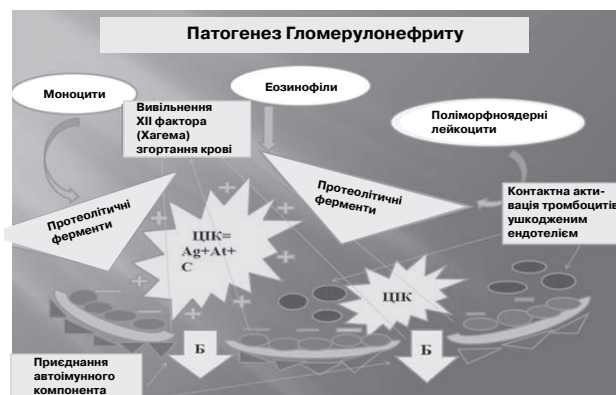 Патогенез Гломерулонефриту
Моноцити
Вивільнення
XII фактора
(Хагема)
згортання крові
Еозинофіли
Поліморфноядерні
лейкоцити
Протеолітичні
ферменти
Протеолітичні
ферменти
Контактна акти-
вація тромбоцитів
ушкодженим
ендотелієм
ЦІК=
Ag+At+
C
ЦІК
Б
Б
Приєднання
автоімунного
компонента